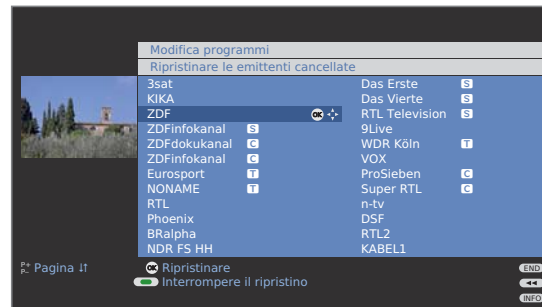 Modifica programmi
Ripristinare le emittenti cancellate
3sat
KIKA
ZDF OK
ZDFinfokanal S
ZDFdokukanal C
ZDFinfokanal C
Eurosport T
NONAME T
RTL
Phoenix
BRalpha
NDR FS HH
Das Erste S
Das Vierte S
RTL Television S
9Live
WDR Köln T
VOX
ProSieben C
Super RTL C
n-tv
DSF
RTL2
KABEL1
P+ P- Pagina
OK Ripristinare
Interrompere il ripristino
END
INFO